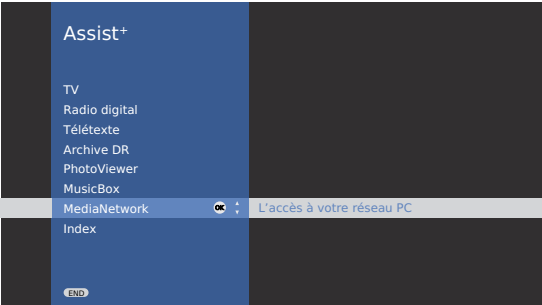 Assist+
TV
Radio digital
Télétexte
Archive DR
PhotoViewer
MusicBox
MediaNetwork OK L'accès à votre réseau PC
Index
END